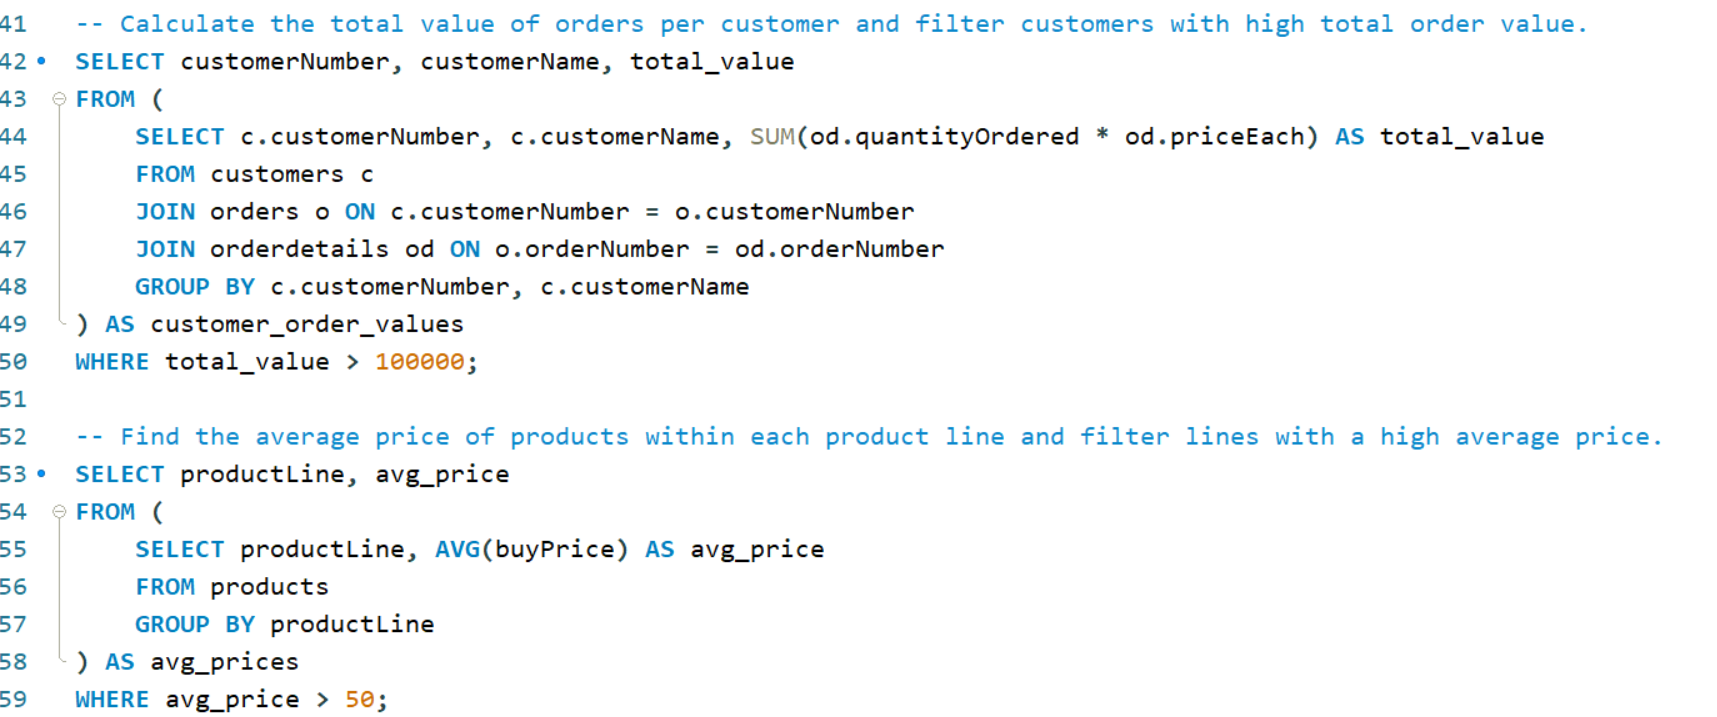 41 -- Calculate the total value of orders per customer and filter customers with high total order value.
42 SELECT customerNumber, customerName, total_value
43 FROM (
44 SELECT c.customerNumber, c.customerName, SUM(od.quantityOrdered * od.priceEach) AS total_value
45 FROM customers c
46 JOIN orders o ON c.customerNumber = o.customerNumber
47 JOIN orderdetails od ON o.orderNumber = od.orderNumber
48 GROUP BY c.customerNumber, c.customerName
49 ) AS customer_order_values
50 WHERE total_value > 100000;
51
52 -- Find the average price of products within each product line and filter lines with a high average price.
53 SELECT productLine, avg_price
54 FROM (
55 SELECT productLine, AVG(buyPrice) AS avg_price
56 FROM products
57 GROUP BY productLine
58 ) AS avg_prices
59 WHERE avg_price > 50;